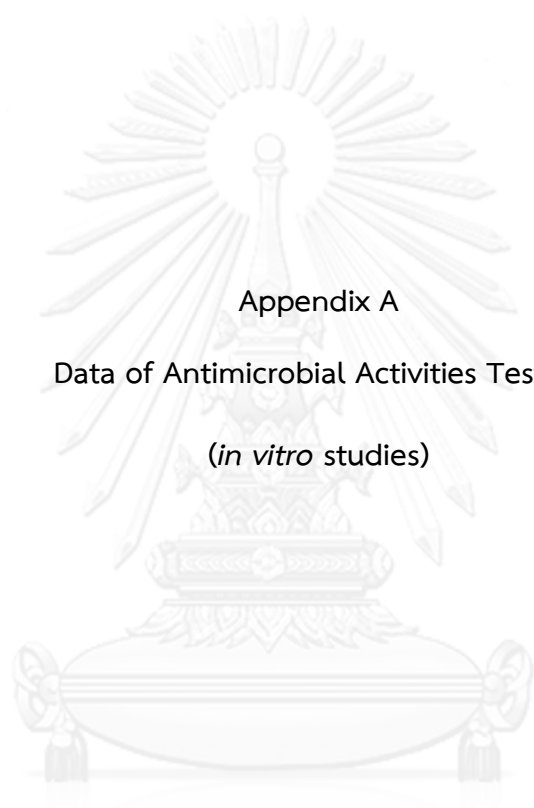 Appendix A
Data of Antimicrobial Activities Tes
(in vitro studies)